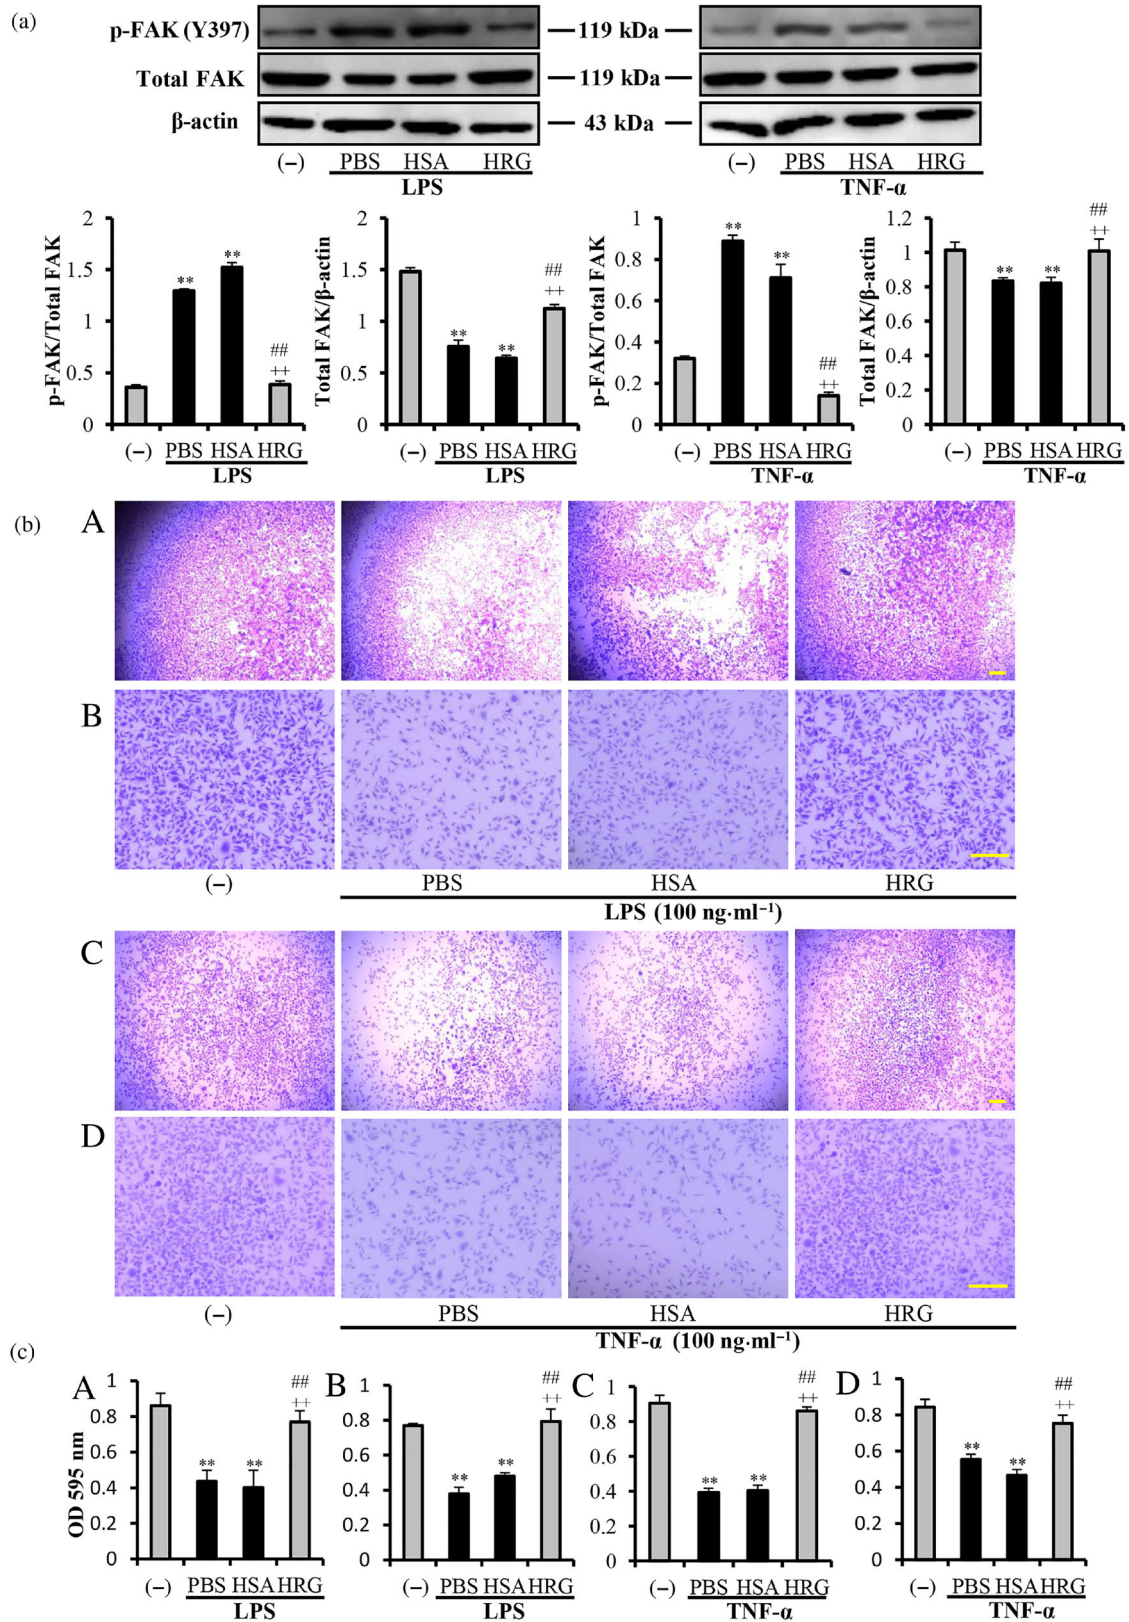 (a)
p-FAK (Y397) 119 kDa
Total FAK 119 kDa
β-actin 43 kDa
(−) PBS HSA HRG (−) PBS HSA HRG
LPS TNF-α
p-FAK/Total FAK
2
1.5
1
0.5
0
** ** ## ++
(−) PBS HSA HRG
LPS
Total FAK/β-actin
2
1.5
1
0.5
0
** ** ## ++
(−) PBS HSA HRG
LPS
p-FAK/Total FAK
1
0.8
0.6
0.4
0.2
0
** ** ## ++
(−) PBS HSA HRG
TNF-α
Total FAK/β-actin
1.2
1
0.8
0.6
0.4
0.2
0
** ** ## ++
(−) PBS HSA HRG
TNF-α
(b)
A
B
(−) PBS HSA HRG
LPS (100 ng·ml⁻¹)
C
D
(−) PBS HSA HRG
TNF-α (100 ng·ml⁻¹)
(c)
A
OD 595 nm
1
0.8
0.6
0.4
0.2
0
** ** ## ++
(−) PBS HSA HRG
LPS
B
1
0.8
0.6
0.4
0.2
0
** ** ## ++
(−) PBS HSA HRG
LPS
C
1
0.8
0.6
0.4
0.2
0
** ** ## ++
(−) PBS HSA HRG
TNF-α
D
1
0.8
0.6
0.4
0.2
0
** ** ## ++
(−) PBS HSA HRG
TNF-α